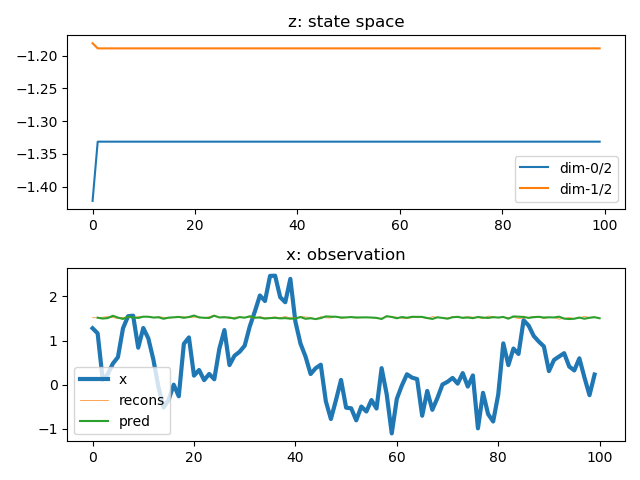 z: state space
−1.20
−1.25
−1.30
−1.35
−1.40
dim-0/2
dim-1/2
0 20 40 60 80 100
x: observation
2
1
0
−1
x
recons
pred
0 20 40 60 80 100